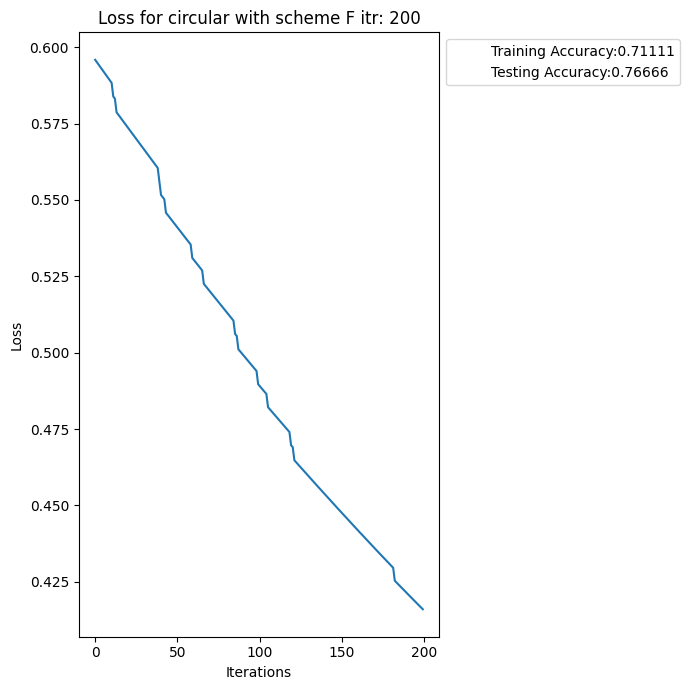 Loss for circular with scheme F itr: 200
Training Accuracy:0.71111
Testing Accuracy:0.76666
0.600
0.575
0.550
0.525
0.500
0.475
0.450
0.425
Loss
0
50
100
150
200
Iterations